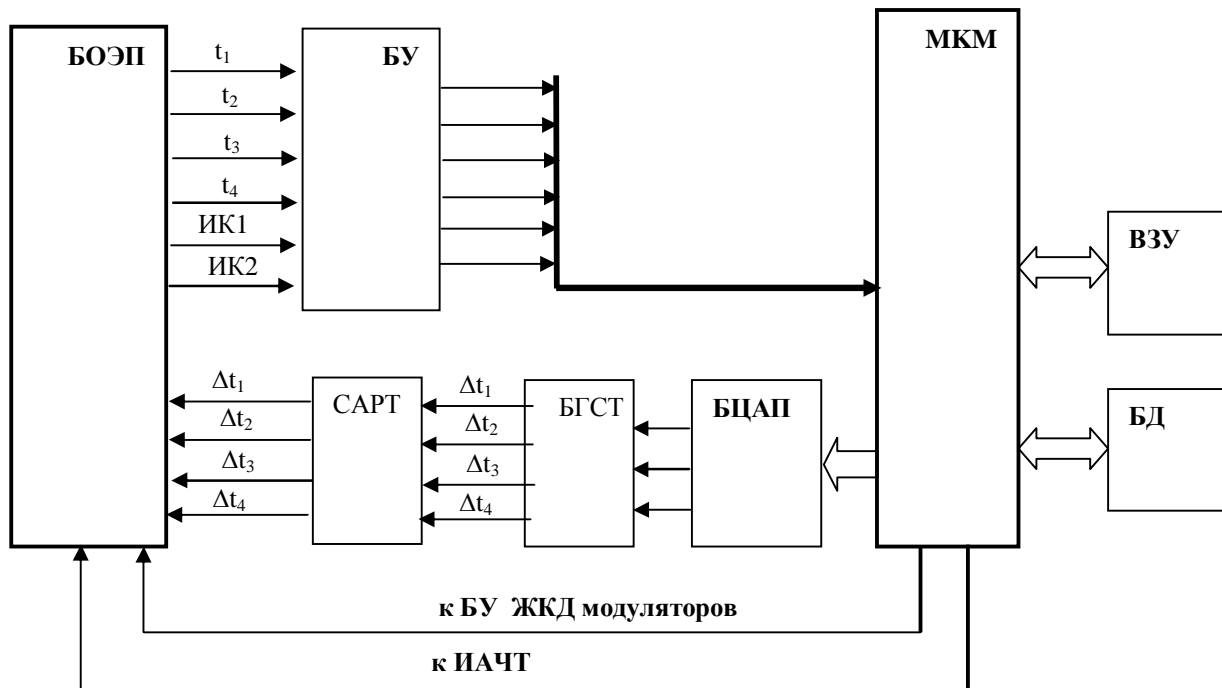 БОЭП
БУ
МКМ
t1
t2
t3
t4
ИК1
ИК2
ВЗУ
БД
Δt1
Δt2
Δt3
Δt4
САРТ
Δt1
Δt2
Δt3
Δt4
БГСТ
БЦАП
к БУ ЖКД модуляторов
к ИАЧТ